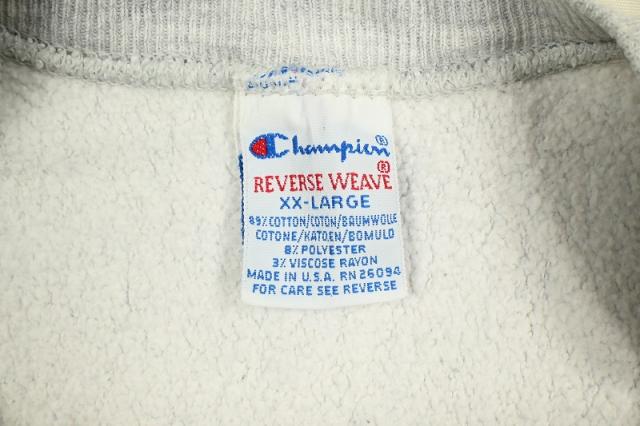 Champion®
REVERSE WEAVE®
XX-LARGE
89% COTTON/COTON/BAUMWOLLE
COTONE/KATOEN/BOMULD
8% POLYESTER
3% VISCOSE RAYON
MADE IN U.S.A. RN 26094
FOR CARE SEE REVERSE